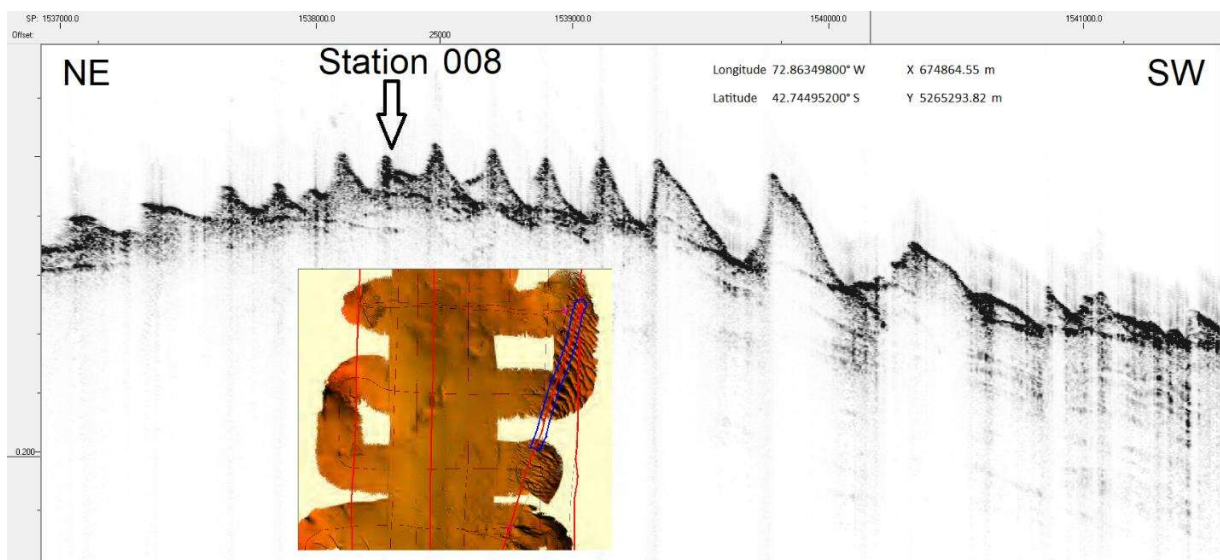 SP: 1537000.0 1538000.0 1539000.0 1540000.0 1541000.0
Offset: 25000
NE
Station 008
Longitude 72.86349800° W X 674864.55 m
Latitude 42.74495200° S Y 5265293.82 m
SW
0.200